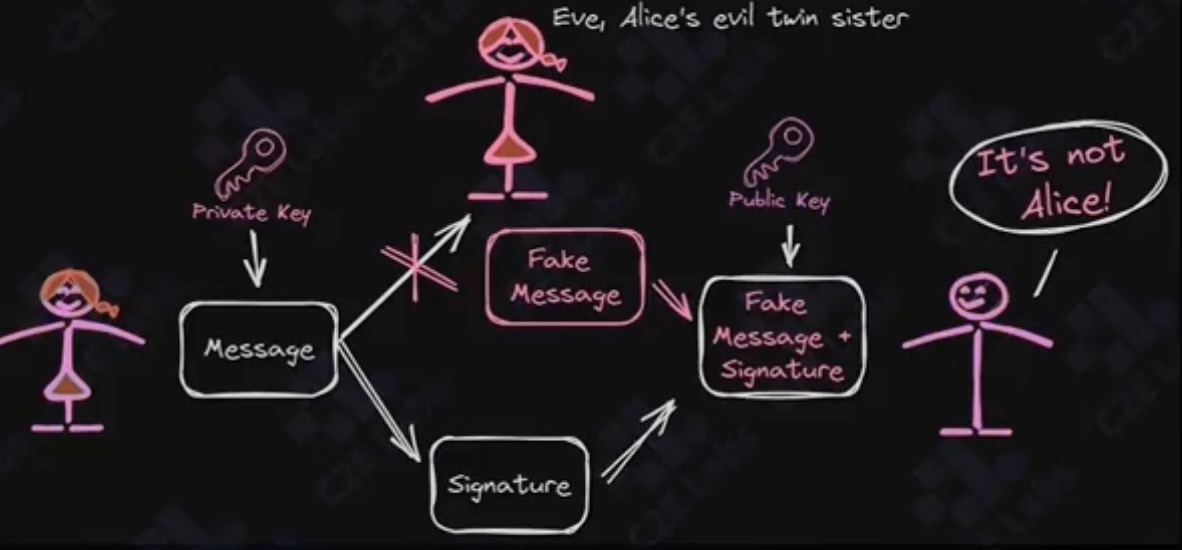 Eve, Alice's evil twin sister
Private Key
Public Key
It's not
Alice!
Message
Fake
Message
Fake
Message +
Signature
Signature